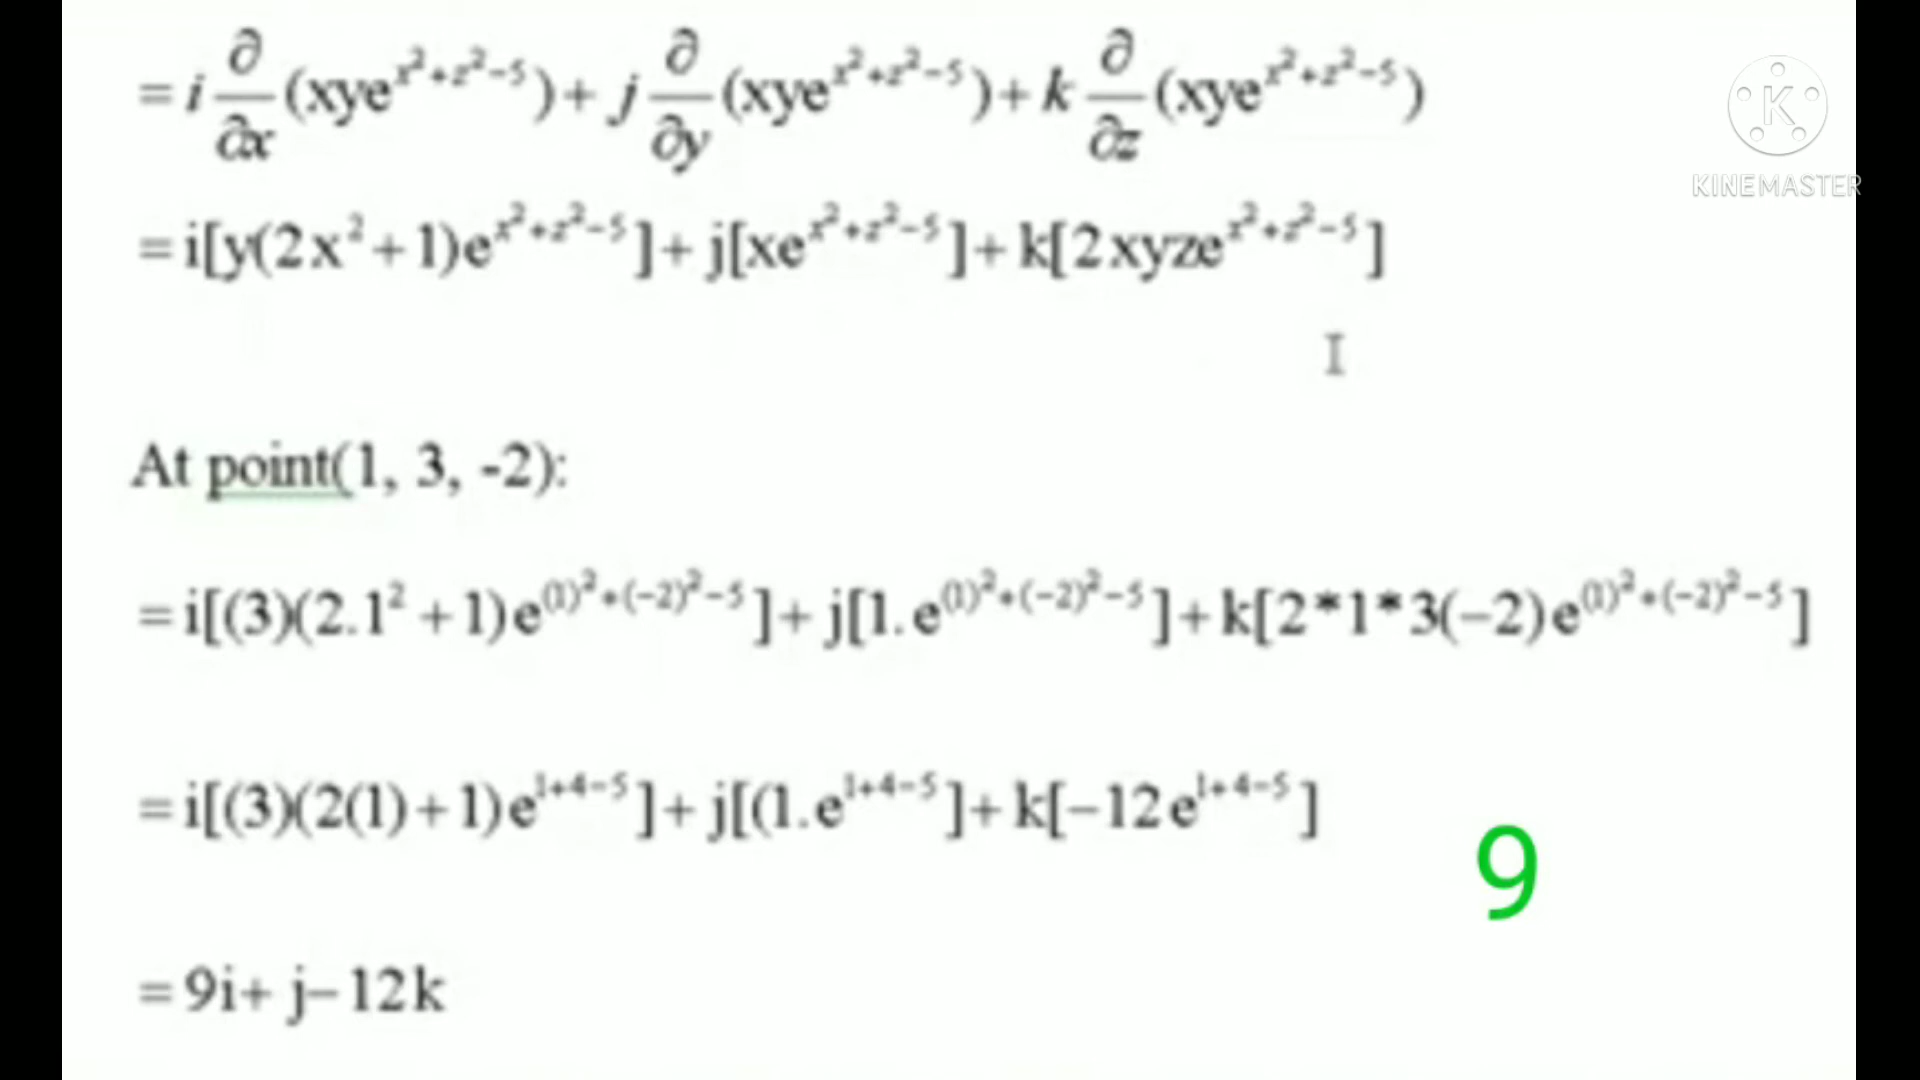 = i ∂/∂x (xye^{x²+z²-5}) + j ∂/∂y (xye^{x²+z²-5}) + k ∂/∂z (xye^{x²+z²-5})
KINEMASTER
= i[y(2x²+1)e^{x²+z²-5}] + j[xe^{x²+z²-5}] + k[2xyze^{x²+z²-5}]
At point(1, 3, -2):
= i[(3)(2.1²+1)e^{(1)²+(-2)²-5}] + j[1.e^{(1)²+(-2)²-5}] + k[2*1*3(-2)e^{(1)²+(-2)²-5}]
= i[(3)(2(1)+1)e^{1+4-5}] + j[(1.e^{1+4-5}] + k[-12e^{1+4-5}]
9
= 9i + j - 12k